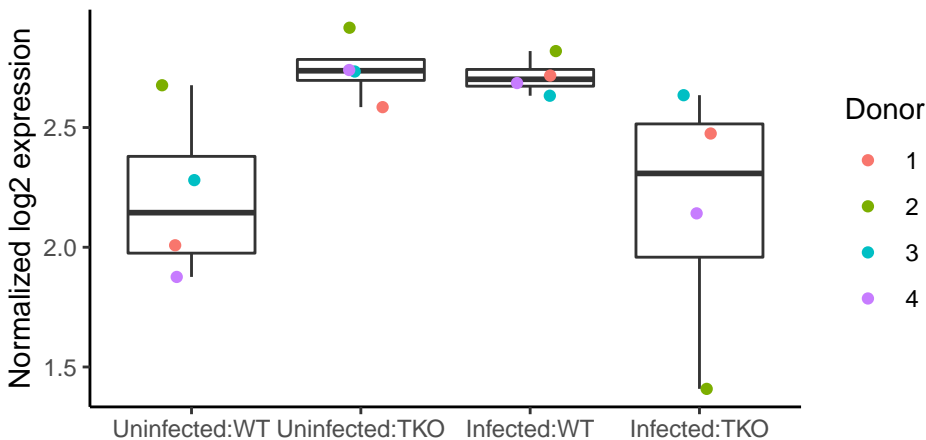 Normalized log2 expression
2.5
2.0
1.5
Uninfected:WT
Uninfected:TKO
Infected:WT
Infected:TKO
Donor
1
2
3
4